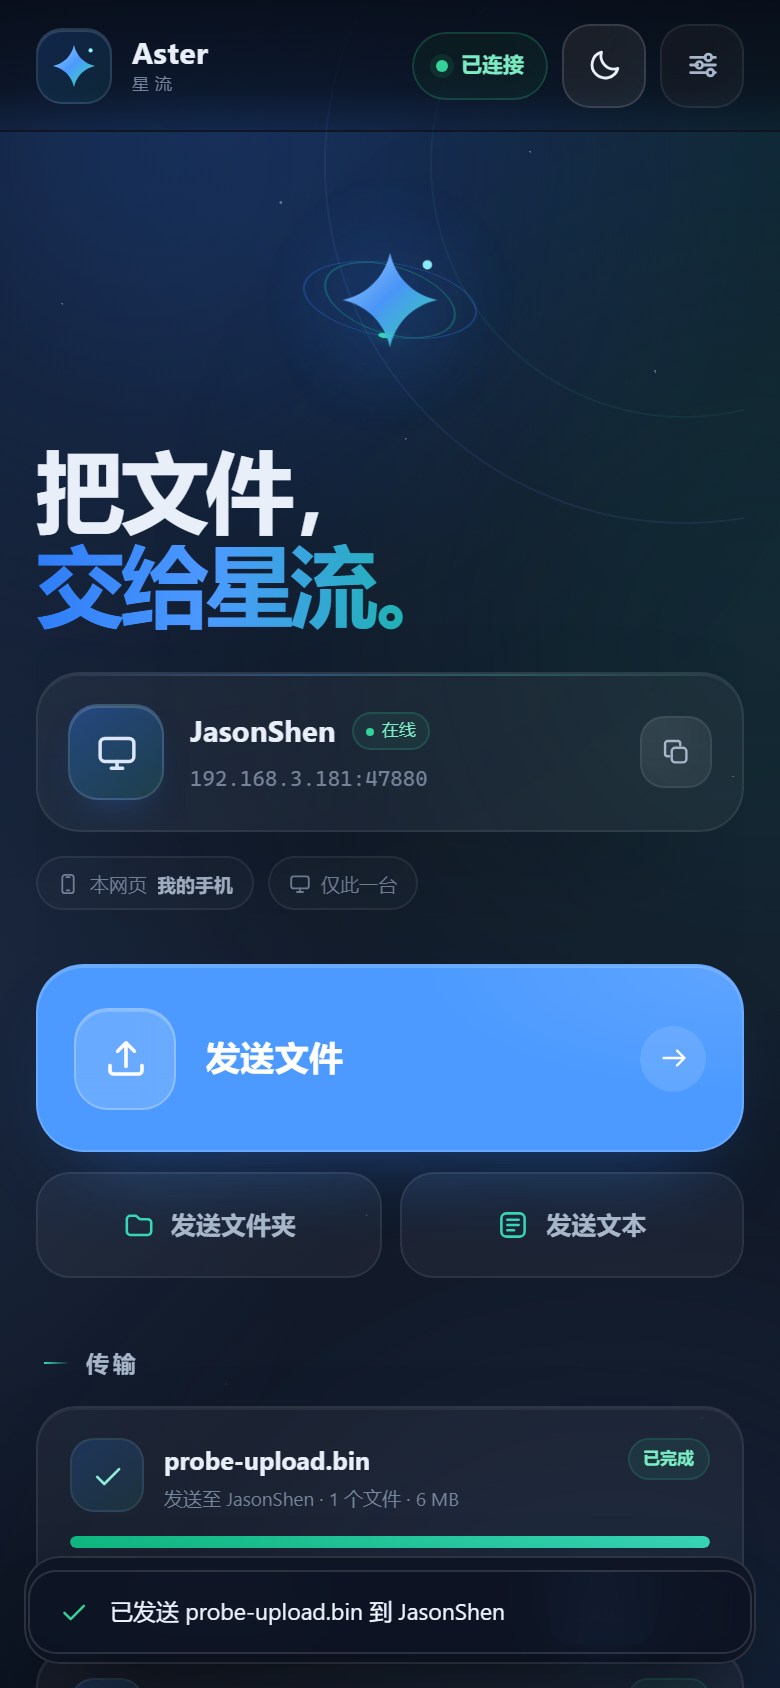 Aster
星流
已连接
把文件，
交给星流。
JasonShen
在线
192.168.3.181:47880
本网页 我的手机
仅此一台
发送文件
发送文件夹
发送文本
传输
probe-upload.bin
已完成
发送至 JasonShen · 1 个文件 · 6 MB
已发送 probe-upload.bin 到 JasonShen